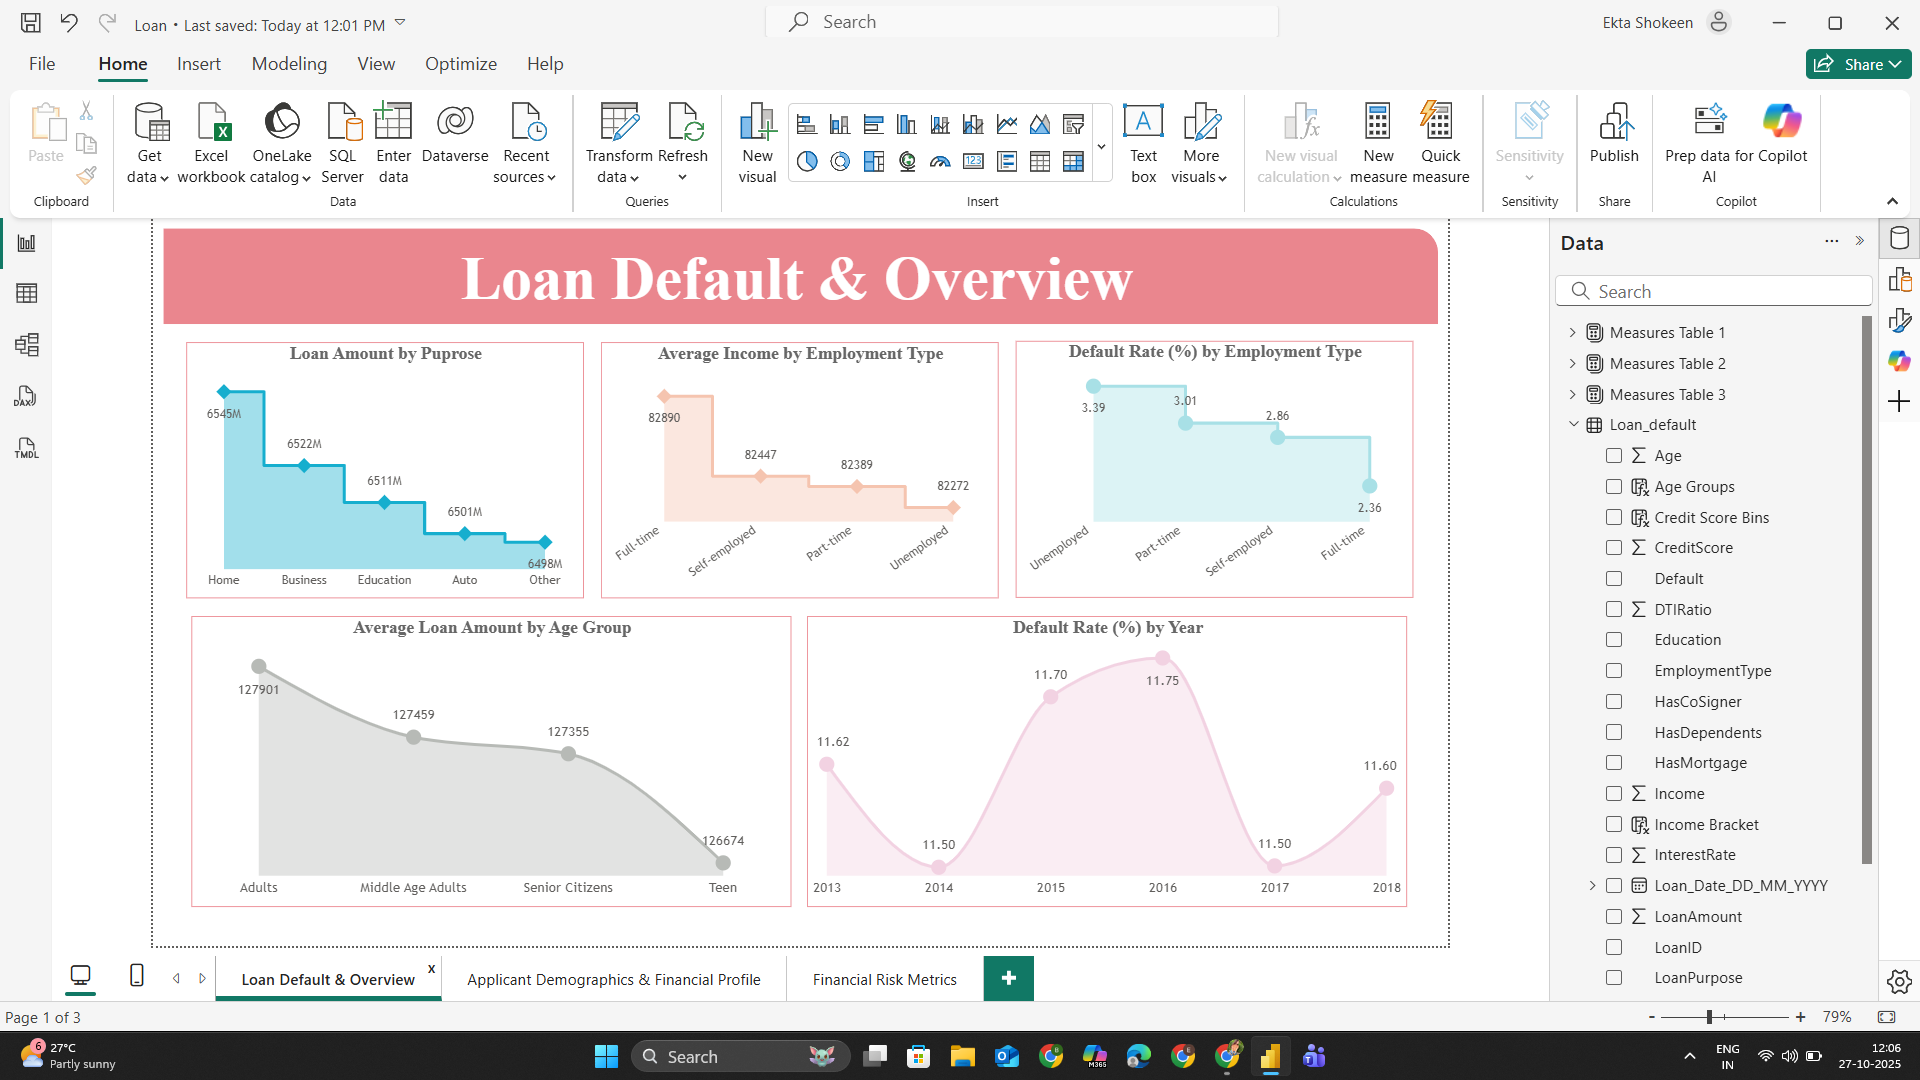 Loan • Last saved: Today at 12:01 PM
Search
Ekta Shokeen
File Home Insert Modeling View Optimize Help
Share
Paste
Get data
Excel workbook
OneLake catalog
SQL Server
Enter data
Dataverse
Recent sources
Transform data
Refresh
New visual
Text box
More visuals
New visual calculation
New measure
Quick measure
Sensitivity
Publish
Prep data for AI
Copilot
Clipboard
Data
Queries
Insert
Calculations
Sensitivity
Share
Copilot
DAX
TMDL
Loan Default & Overview
Loan Amount by Puprose
6545M
6522M
6511M
6501M
6498M
Home Business Education Auto Other
Average Income by Employment Type
82890
82447
82389
82272
Full-time Self-employed Part-time Unemployed
Default Rate (%) by Employment Type
3.39
3.01
2.86
2.36
Unemployed Part-time Self-employed Full-time
Average Loan Amount by Age Group
127901
127459
127355
126674
Adults Middle Age Adults Senior Citizens Teen
Default Rate (%) by Year
11.62
11.50
11.70
11.75
11.50
11.60
2013 2014 2015 2016 2017 2018
Data
Search
Measures Table 1
Measures Table 2
Measures Table 3
Loan_default
Age
Age Groups
Credit Score Bins
CreditScore
Default
DTIRatio
Education
EmploymentType
HasCoSigner
HasDependents
HasMortgage
Income
Income Bracket
InterestRate
Loan_Date_DD_MM_YYYY
LoanAmount
LoanID
LoanPurpose
Loan Default & Overview x
Applicant Demographics & Financial Profile
Financial Risk Metrics
+
Page 1 of 3
- + 79%
6
27°C
Partly sunny
Search
M365
ENG
IN
12:06
27-10-2025